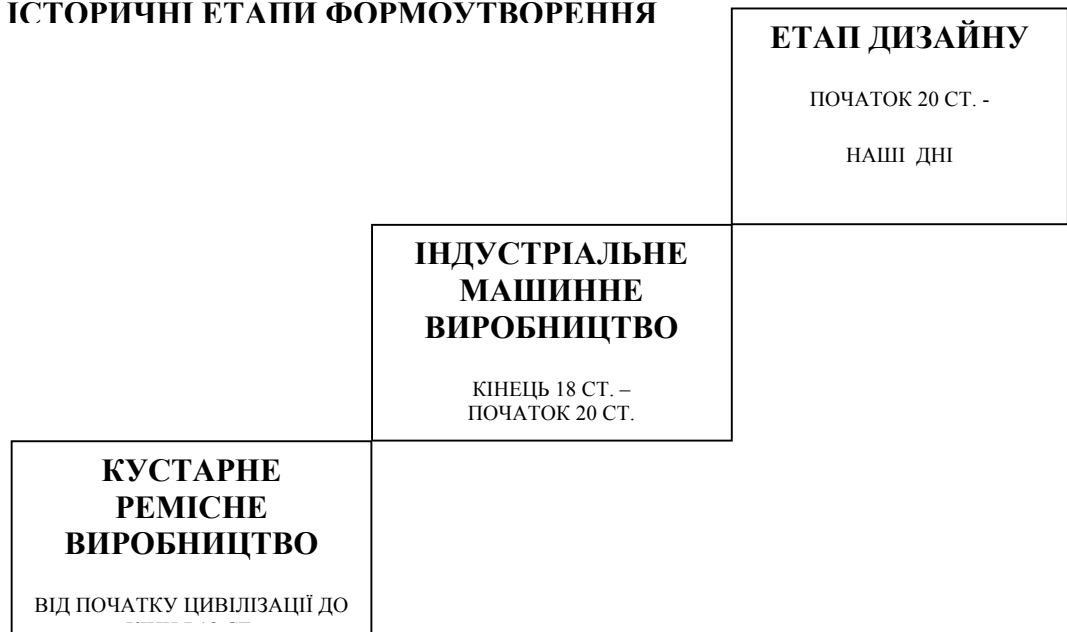 ІСТОРИЧНІ ЕТАПИ ФОРМОУТВОРЕННЯ
ЕТАП ДИЗАЙНУ
ПОЧАТОК 20 СТ. -
НАШІ ДНІ
ІНДУСТРІАЛЬНЕ
МАШИННЕ
ВИРОБНИЦТВО
КІНЕЦЬ 18 СТ. –
ПОЧАТОК 20 СТ.
КУСТАРНЕ
РЕМІСНЕ
ВИРОБНИЦТВО
ВІД ПОЧАТКУ ЦИВІЛІЗАЦІЇ ДО